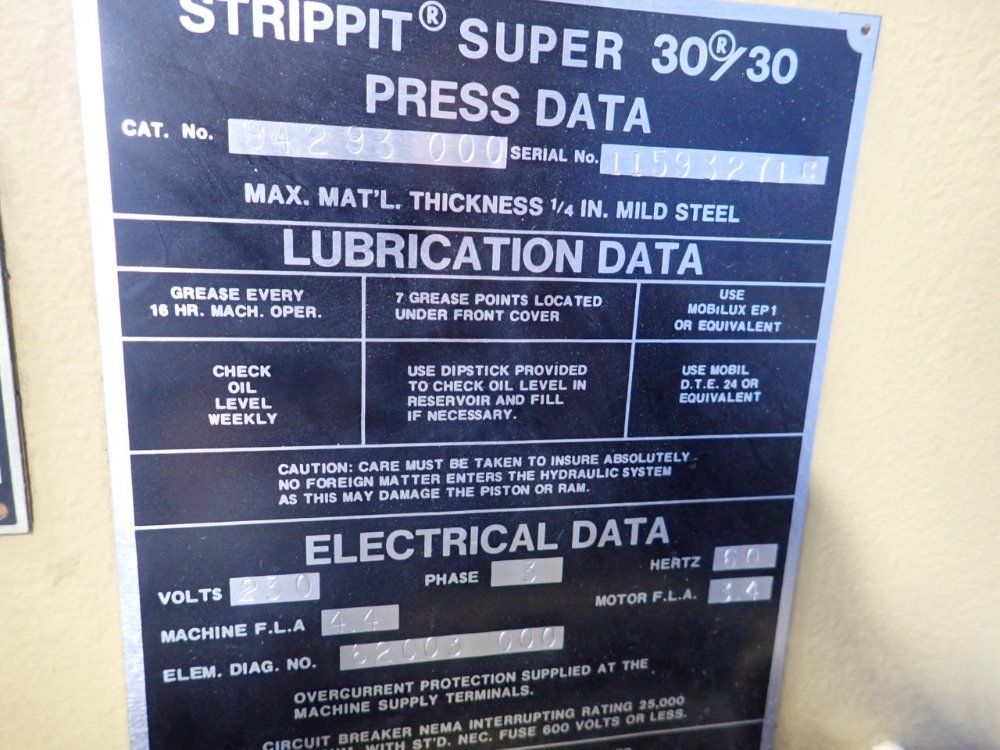 STRIPPIT® SUPER 30®/30
PRESS DATA
CAT. No. 94293 000 SERIAL No.
MAX. MAT'L. THICKNESS 1/4 IN. MILD STEEL
LUBRICATION DATA
GREASE EVERY
16 HR. MACH. OPER.
7 GREASE POINTS LOCATED
UNDER FRONT COVER
USE
MOBILUX EP1
OR EQUIVALENT
CHECK
OIL
LEVEL
WEEKLY
USE DIPSTICK PROVIDED
TO CHECK OIL LEVEL IN
RESERVOIR AND FILL
IF NECESSARY.
USE MOBIL
D.T.E. 24 OR
EQUIVALENT
CAUTION: CARE MUST BE TAKEN TO INSURE ABSOLUTELY
NO FOREIGN MATTER ENTERS THE HYDRAULIC SYSTEM
AS THIS MAY DAMAGE THE PISTON OR RAM.
ELECTRICAL DATA
VOLTS 230 PHASE 3 HERTZ 60
MACHINE F.L.A 4.4 MOTOR F.L.A. 3.4
ELEM. DIAG. NO. 62003 000
OVERCURRENT PROTECTION SUPPLIED AT THE
MACHINE SUPPLY TERMINALS.
CIRCUIT BREAKER NEMA INTERRUPTING RATING 25,000
WITH ST'D. NEC. FUSE 600 VOLTS OR LESS.